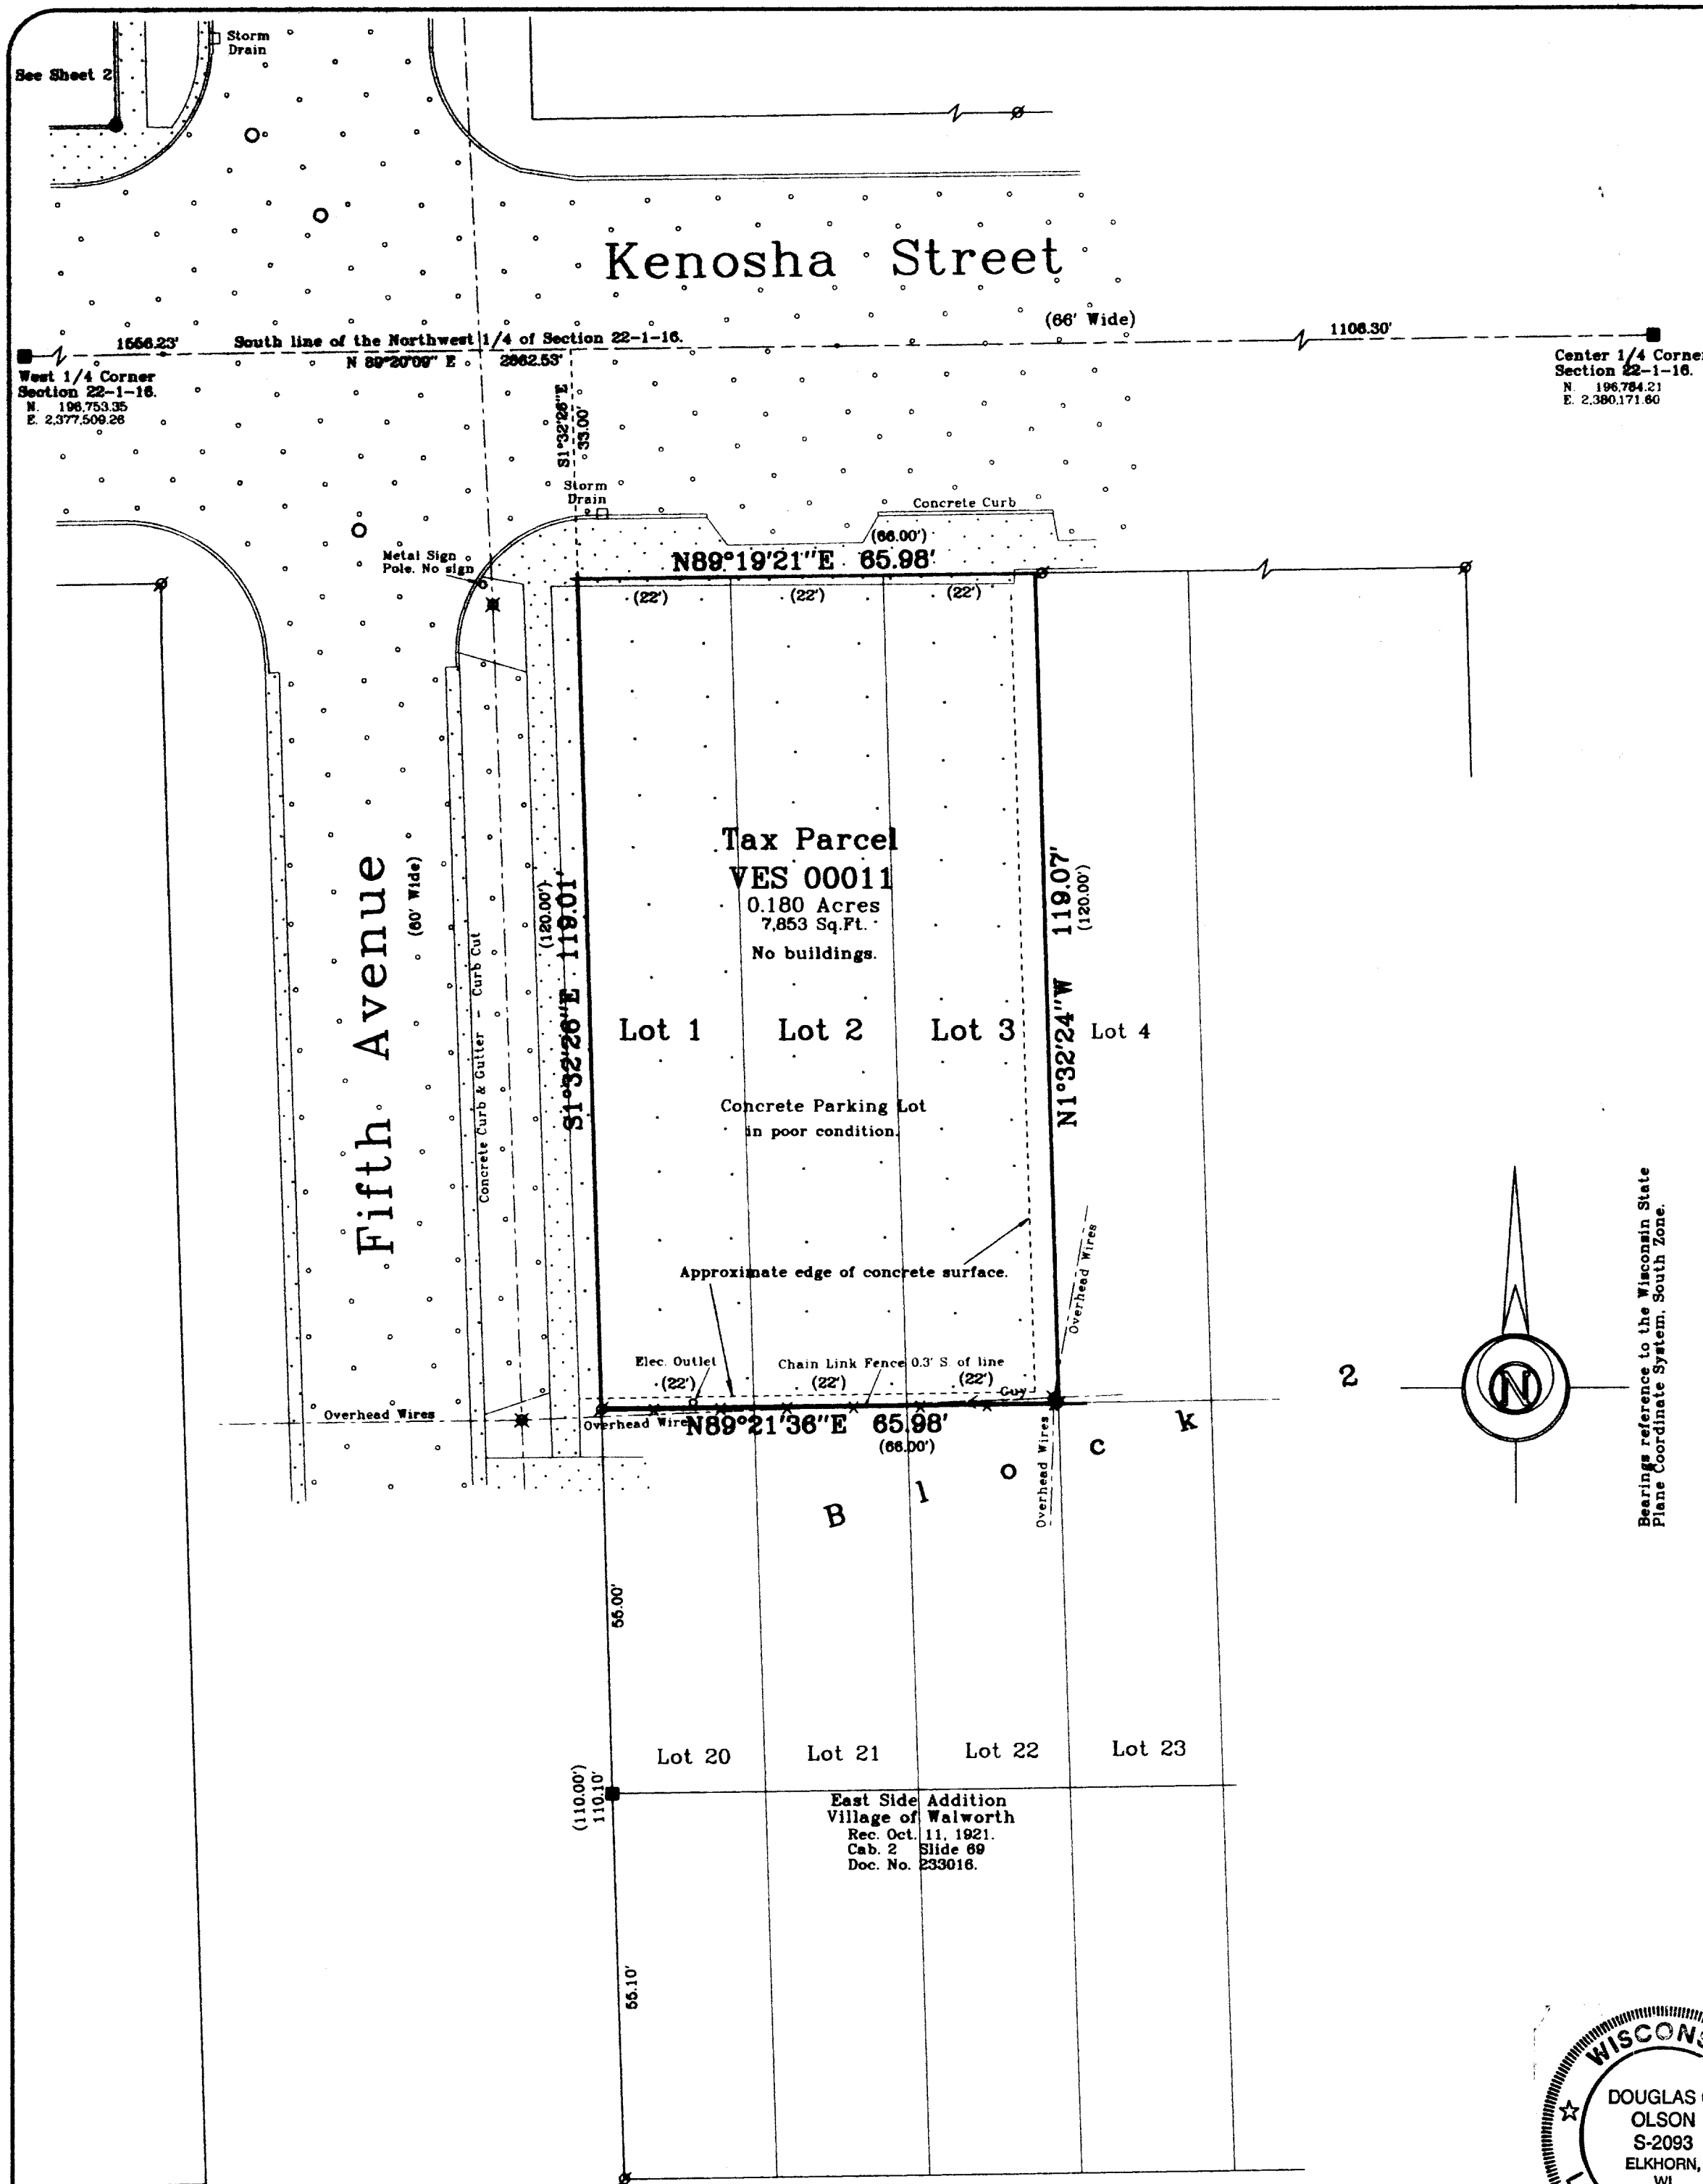 Storm
Drain
See Sheet 2
Kenosha Street
(66' Wide)
1556.23'
South line of the Northwest 1/4 of Section 22-1-16.
1106.30'
N 89°20'09" E
2662.53'
West 1/4 Corner
Section 22-1-16.
N. 196,753.35
E. 2,377,509.26
Center 1/4 Corner
Section 22-1-16.
N. 196,784.21
E. 2,380,171.60
S1°32'26"E
33.00'
Storm
Drain
Concrete Curb
(66.00')
N89°19'21"E 65.98'
Metal Sign
Pole. No sign
(22')
(22')
(22')
Tax Parcel
VES 00011
0.180 Acres
7,853 Sq.Ft.
No buildings.
Fifth Avenue
(60' Wide)
Concrete Curb & Gutter - Curb Cut
(120.00')
S1°32'26"E 119.01'
N1°32'24"W 119.07'
(120.00')
Lot 1
Lot 2
Lot 3
Lot 4
Concrete Parking Lot
in poor condition.
Approximate edge of concrete surface.
Overhead Wires
Elec. Outlet
Chain Link Fence 0.3' S. of line
(22')
(22')
(22')
Guy
Overhead Wires
Overhead Wires
N89°21'36"E 65.98'
(66.00')
Overhead Wires
Block 2
N
Bearings reference to the Wisconsin State
Plane Coordinate System, South Zone.
55.00'
Lot 20
Lot 21
Lot 22
Lot 23
(110.00')
110.10'
East Side Addition
Village of Walworth
Rec. Oct. 11, 1921.
Cab. 2 Slide 69
Doc. No. 233016.
55.10'
WISCONS
DOUGLAS
OLSON
S-2093
ELKHORN,
WI